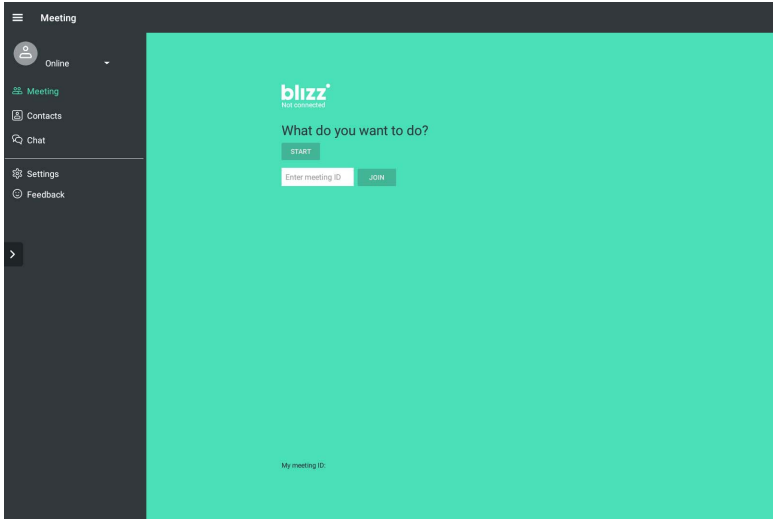 Meeting
Online
Meeting
Contacts
Chat
Settings
Feedback
blizz
Not connected
What do you want to do?
START
Enter meeting ID JOIN
My meeting ID: